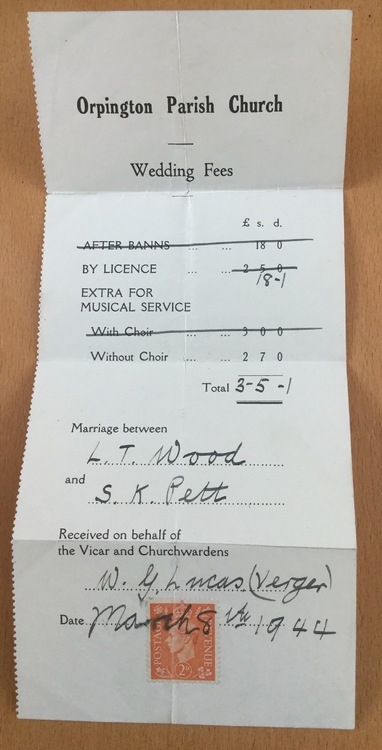 Orpington Parish Church
Wedding Fees
£ s. d.
AFTER BANNS ... ... 18 0
BY LICENCE ... ... 2 5 0
18-1
EXTRA FOR
MUSICAL SERVICE
With Choir ... ... 3 0 0
Without Choir ... ... 2 7 0
Total 3-5-1
Marriage between
L. T. Wood
and
S. K. Pett
Received on behalf of
the Vicar and Churchwardens
W. G. Lucas (Verger)
Date March 8th 1944
POSTAGE REVENUE
2D